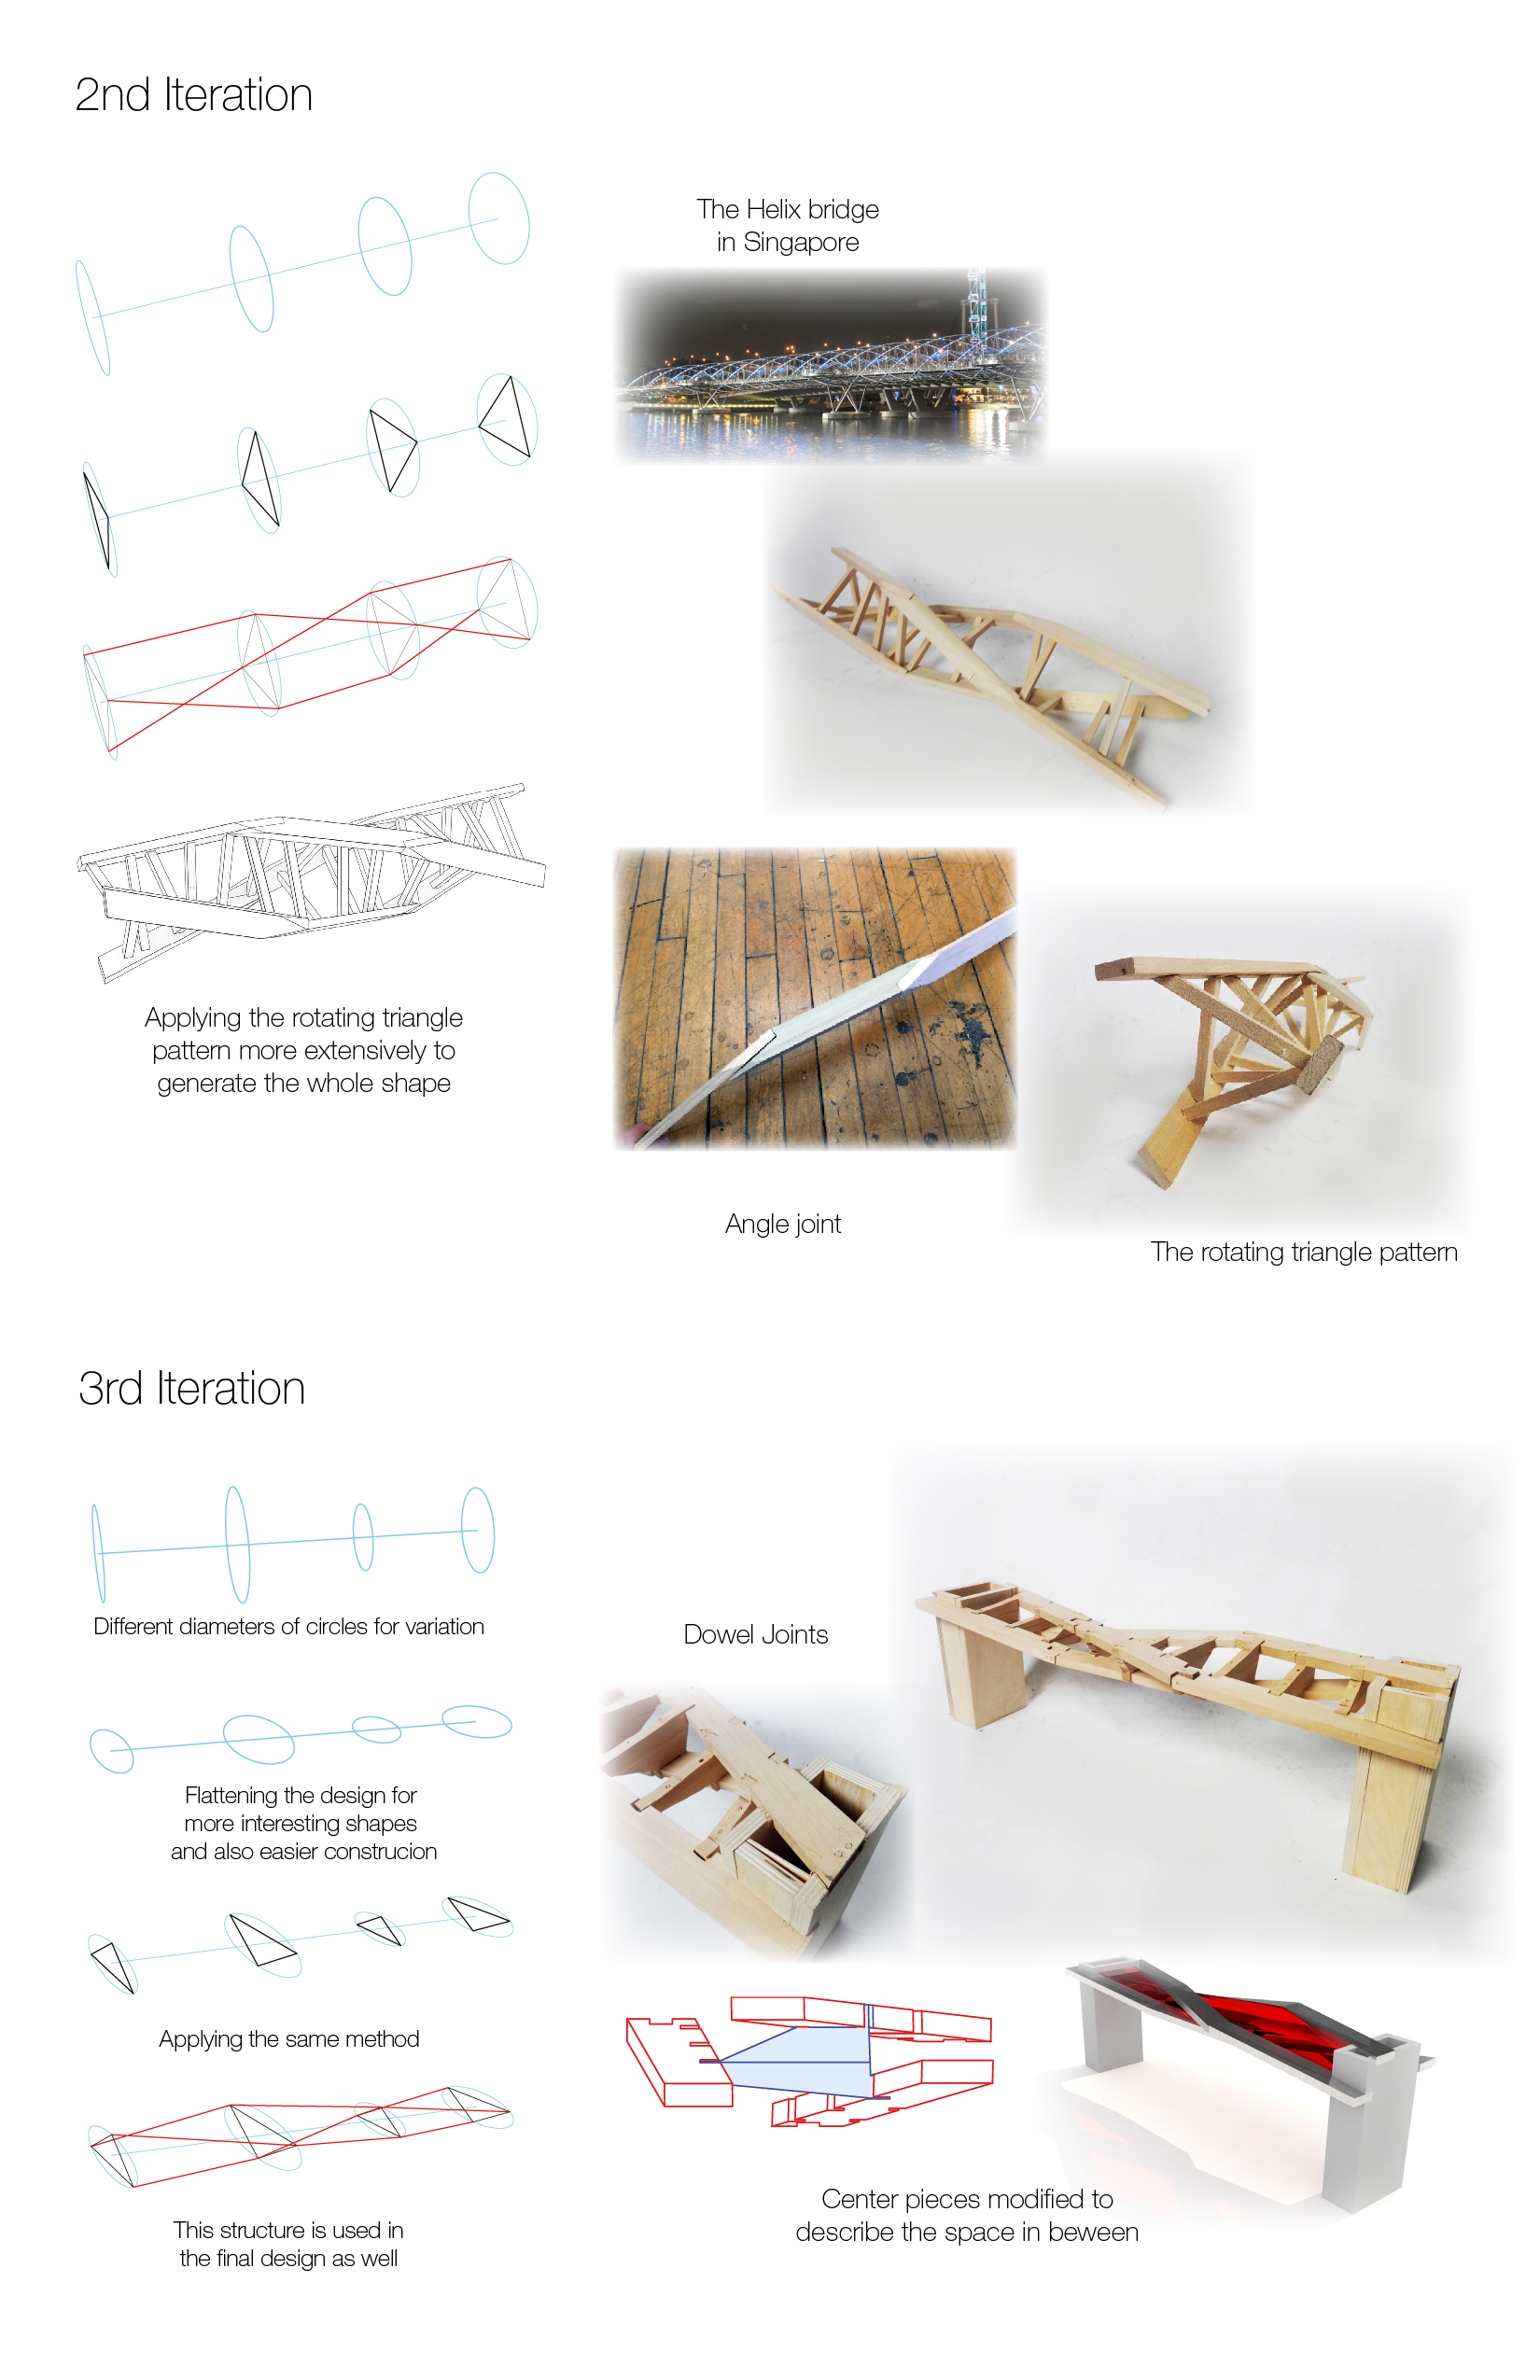 2nd Iteration
The Helix bridge
in Singapore
Applying the rotating triangle
pattern more extensively to
generate the whole shape
Angle joint
The rotating triangle pattern
3rd Iteration
Different diameters of circles for variation
Dowel Joints
Flattening the design for
more interesting shapes
and also easier construcion
Applying the same method
This structure is used in
the final design as well
Center pieces modified to
describe the space in beween